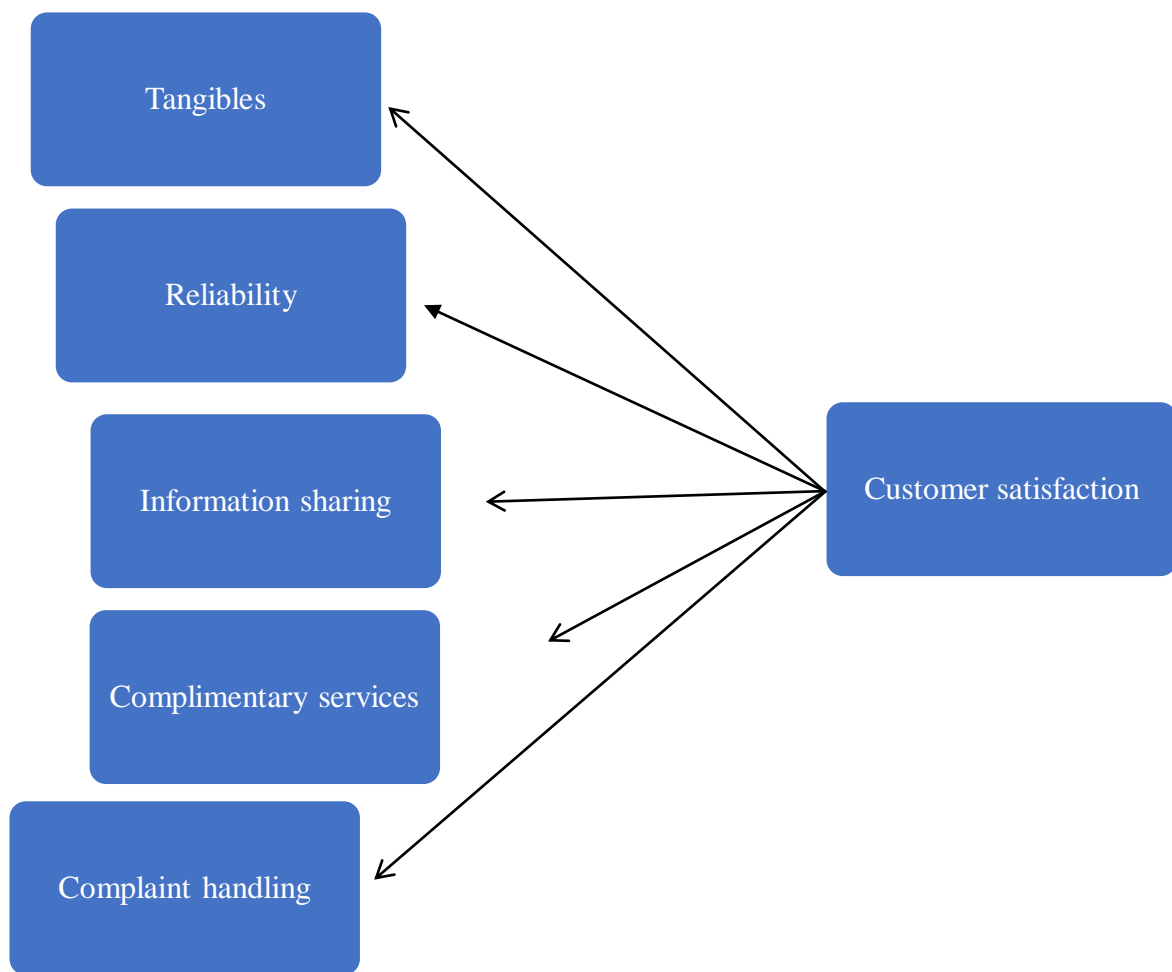 Tangibles
Reliability
Information sharing
Customer satisfaction
Complimentary services
Complaint handling